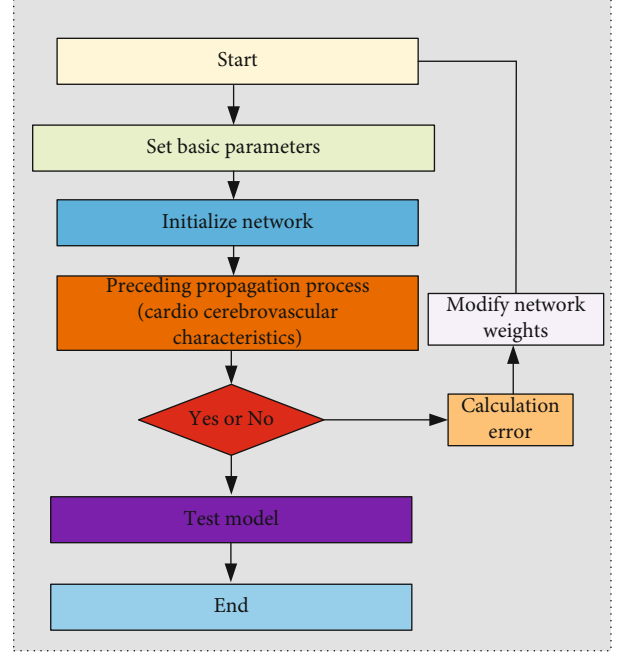 Start
Set basic parameters
Initialize network
Preceding propagation process
(cardio cerebrovascular
characteristics)
Modify network
weights
Yes or No
Calculation
error
Test model
End